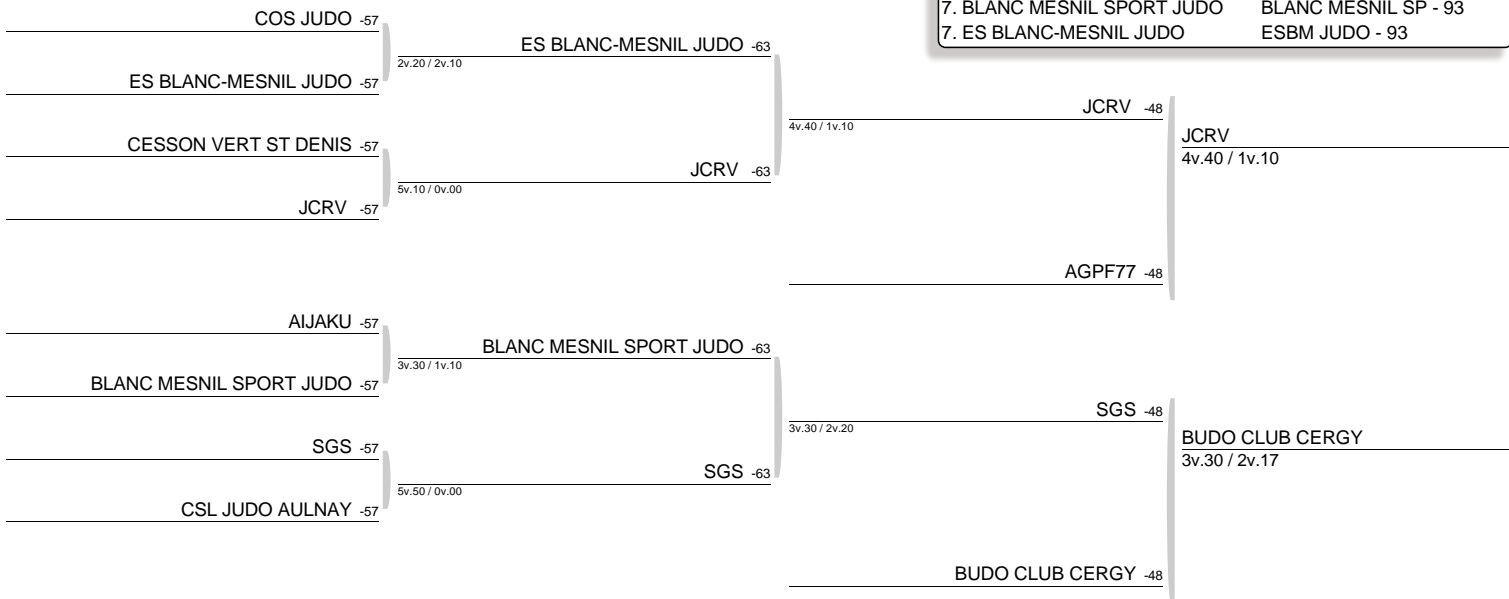 7. BLANC MESNIL SPORT JUDO BLANC MESNIL SP - 93
7. ES BLANC-MESNIL JUDO ESBM JUDO - 93
COS JUDO -57
ES BLANC-MESNIL JUDO -57
CESSON VERT ST DENIS -57
JCRV -57
AIJAKU -57
BLANC MESNIL SPORT JUDO -57
SGS -57
CSL JUDO AULNAY -57
ES BLANC-MESNIL JUDO -63
2v.20 / 2v.10
JCRV -63
5v.10 / 0v.00
BLANC MESNIL SPORT JUDO -63
3v.30 / 1v.10
SGS -63
5v.50 / 0v.00
JCRV -48
4v.40 / 1v.10
AGPF77 -48
SGS -48
3v.30 / 2v.20
BUDO CLUB CERGY -48
JCRV
4v.40 / 1v.10
BUDO CLUB CERGY
3v.30 / 2v.17